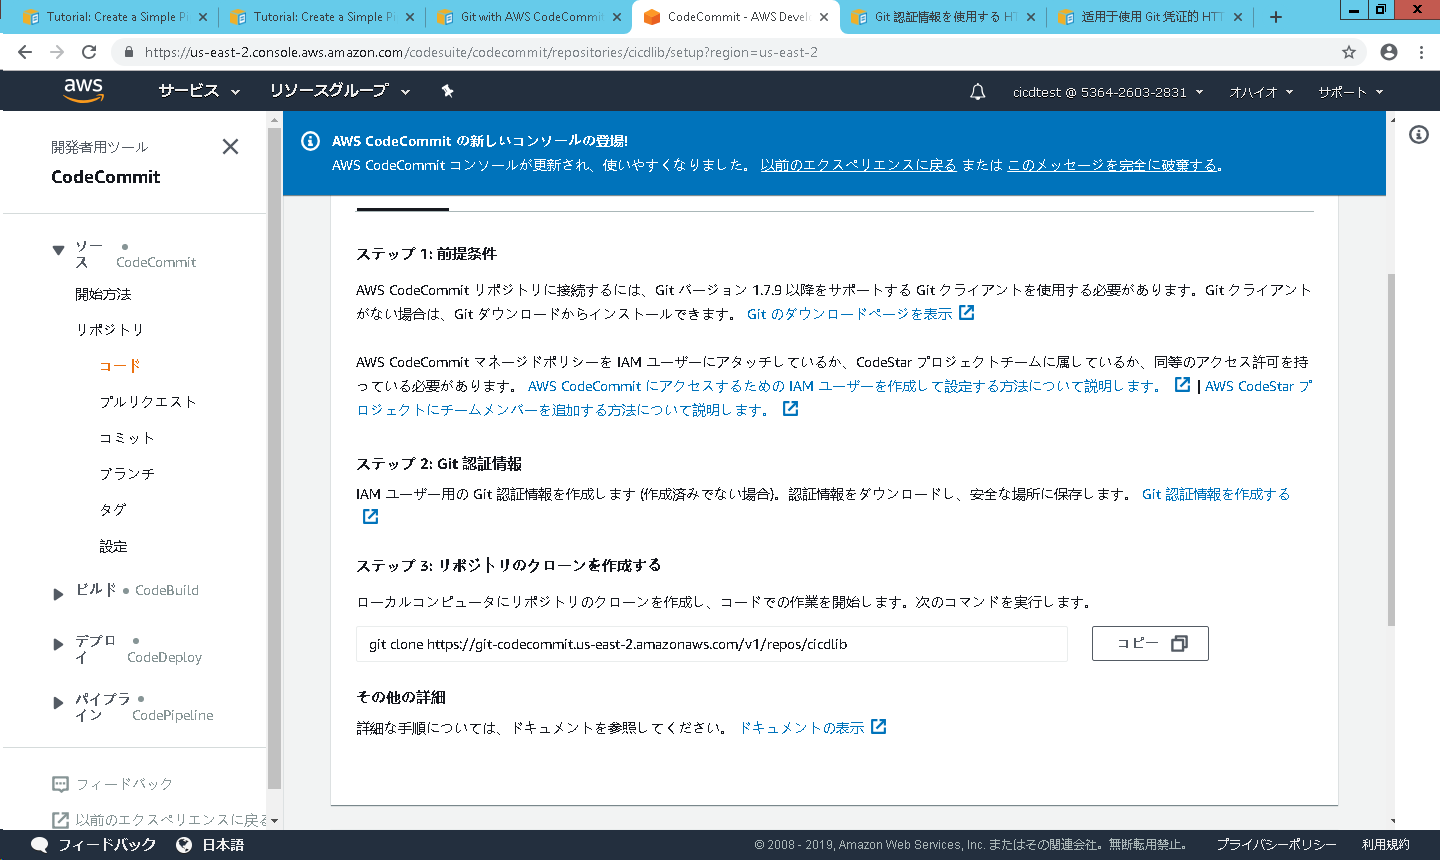 Tutorial: Create a Simple Pi
Tutorial: Create a Simple Pi
Git with AWS CodeCommit
CodeCommit - AWS Devel
Git 認証情報を使用する HT
适用于使用 Git 凭证的 HTT
https://us-east-2.console.aws.amazon.com/codesuite/codecommit/repositories/cicdlib/setup?region=us-east-2
aws
サービス
リソースグループ
cicdtest @ 5364-2603-2831
オハイオ
サポート
開発者用ツール
CodeCommit
ソース
CodeCommit
開始方法
リポジトリ
コード
プルリクエスト
コミット
ブランチ
タグ
設定
ビルド • CodeBuild
デプロイ
• CodeDeploy
パイプライン
• CodePipeline
フィードバック
以前のエクスペリエンスに戻る
AWS CodeCommit の新しいコンソールの登場!
AWS CodeCommit コンソールが更新され、使いやすくなりました。 以前のエクスペリエンスに戻る または このメッセージを完全に破棄する。
ステップ 1: 前提条件
AWS CodeCommit リポジトリに接続するには、Git バージョン 1.7.9 以降をサポートする Git クライアントを使用する必要があります。Git クライアント
がない場合は、Git ダウンロードからインストールできます。 Git のダウンロードページを表示
AWS CodeCommit マネージドポリシーを IAM ユーザーにアタッチしているか、CodeStar プロジェクトチームに属しているか、同等のアクセス許可を持
っている必要があります。 AWS CodeCommit にアクセスするための IAM ユーザーを作成して設定する方法について説明します。 | AWS CodeStar プ
ロジェクトにチームメンバーを追加する方法について説明します。
ステップ 2: Git 認証情報
IAM ユーザー用の Git 認証情報を作成します (作成済みでない場合)。認証情報をダウンロードし、安全な場所に保存します。 Git 認証情報を作成する
ステップ 3: リポジトリのクローンを作成する
ローカルコンピュータにリポジトリのクローンを作成し、コードでの作業を開始します。次のコマンドを実行します。
git clone https://git-codecommit.us-east-2.amazonaws.com/v1/repos/cicdlib
コピー
その他の詳細
詳細な手順については、ドキュメントを参照してください。 ドキュメントの表示
フィードバック
日本語
© 2008 - 2019, Amazon Web Services, Inc. またはその関連会社。無断転用禁止。
プライバシーポリシー
利用規約